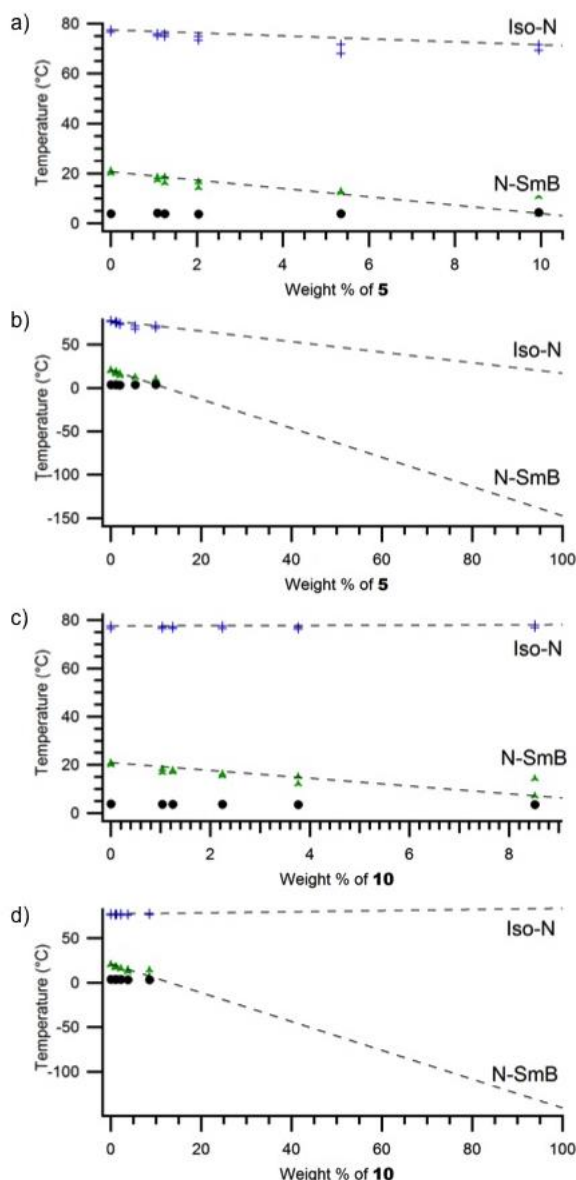 a)
80
60
40
20
0
Temperature (°C)
Iso-N
N-SmB
0
2
4
6
8
10
Weight % of 5
b)
50
0
-50
-100
-150
Temperature (°C)
Iso-N
N-SmB
0
20
40
60
80
100
Weight % of 5
c)
80
60
40
20
0
Temperature (°C)
Iso-N
N-SmB
0
2
4
6
8
Weight % of 10
d)
50
0
-50
-100
Temperature (°C)
Iso-N
N-SmB
0
20
40
60
80
100
Weight % of 10